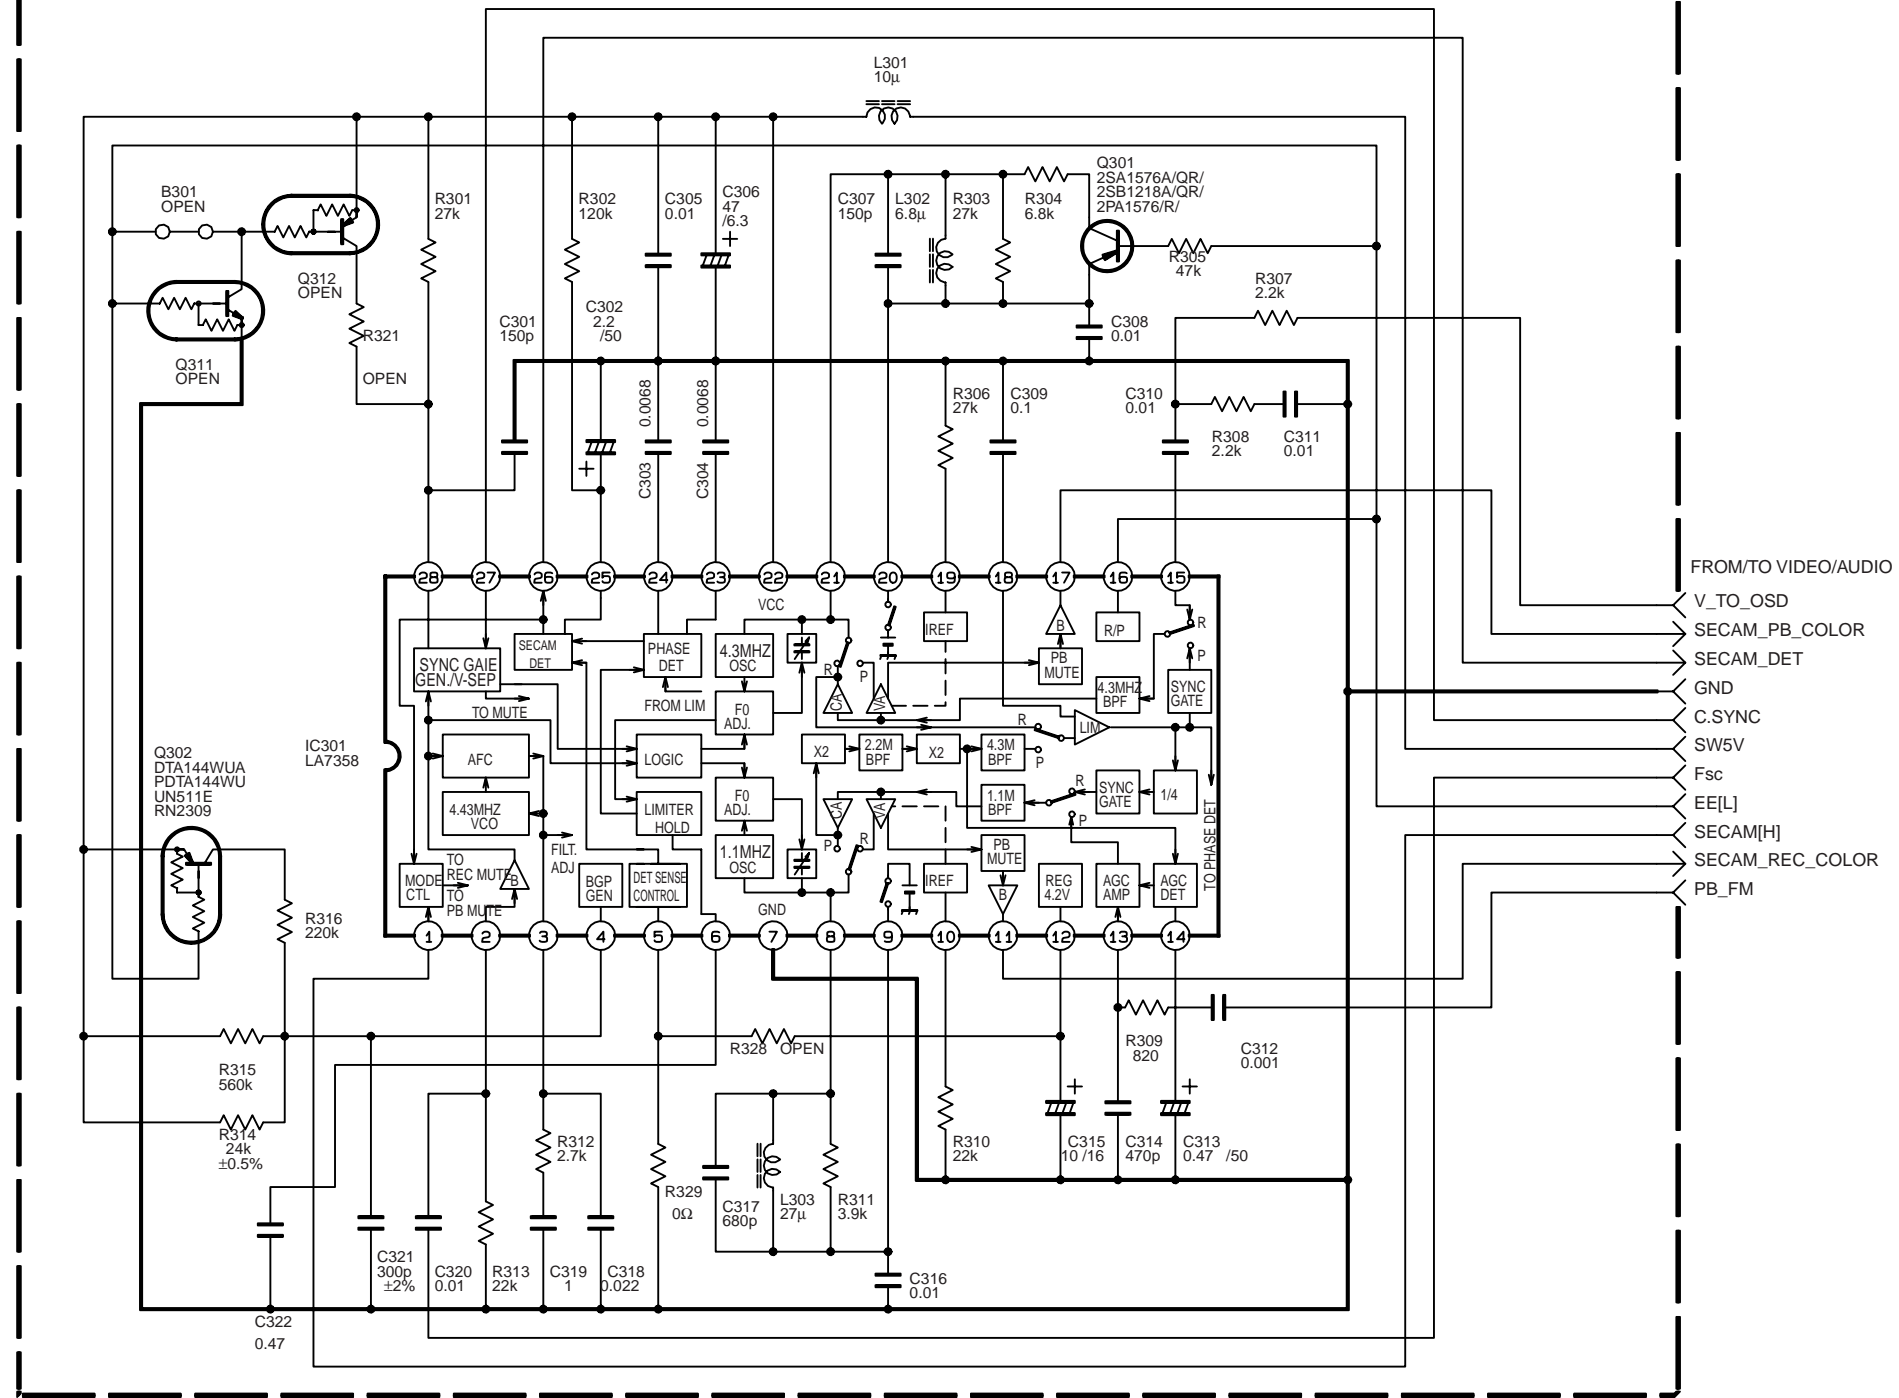 L301
10µ
B301
OPEN
Q312
OPEN
Q311
OPEN
R321
OPEN
R301
27k
C301
150p
R302
120k
C302
2.2
/50
C305
0.01
C306
47
/6.3
+
C303
0.0068
C304
0.0068
+
C307
150p
L302
6.8µ
R303
27k
R304
6.8k
Q301
2SA1576A/QR/
2SB1218A/QR/
2PA1576/R/
R305
47k
R307
2.2k
C308
0.01
R306
27k
C309
0.1
C310
0.01
R308
2.2k
C311
0.01
FROM/TO VIDEO/AUDIO
V_TO_OSD
SECAM_PB_COLOR
SECAM_DET
GND
C.SYNC
SW5V
Fsc
EE[L]
SECAM[H]
SECAM_REC_COLOR
PB_FM
28 27 26 25 24 23 22 21 20 19 18 17 16 15
VCC
SYNC GAIE
GEN./V-SEP
SECAM
DET
PHASE
DET
4.3MHZ
OSC
R
P
IREF
B
R/P
R
P
PB
MUTE
4.3MHZ
BPF
SYNC
GATE
TO MUTE
FROM LIM
F0
ADJ.
CA
VA
R
LIM
P
IC301
LA7358
AFC
LOGIC
X2
2.2M
BPF
X2
4.3M
BPF
4.43MHZ
VCO
LIMITER
HOLD
F0
ADJ.
CA
VA
1.1M
BPF
R
P
SYNC
GATE
1/4
TO PHASE DET
FILT.
ADJ
1.1MHZ
OSC
P
R
PB
MUTE
MODE
CTL
TO
REC MUTE
TO
PB MUTE
B
BGP
GEN
DET SENSE
CONTROL
GND
IREF
B
REG
4.2V
AGC
AMP
AGC
DET
1 2 3 4 5 6 7 8 9 10 11 12 13 14
Q302
DTA144WUA
PDTA144WU
UN511E
RN2309
R316
220k
R315
560k
R314
24k
±0.5%
R328 OPEN
R309
820
C312
0.001
R312
2.7k
R329
0Ω
C317
680p
L303
27µ
R311
3.9k
R310
22k
+
C315
10 /16
C314
470p
+
C313
0.47 /50
C321
300p
±2%
C320
0.01
R313
22k
C319
1
C318
0.022
C316
0.01
C322
0.47